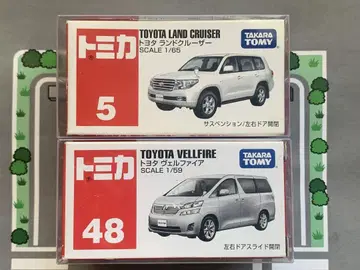 トミカ
5
TOYOTA LAND CRUISER
トヨタ ランドクルーザー
SCALE 1/65
TAKARA
TOMY
サスペンション/左右ドア開閉
トミカ
48
TOYOTA VELLFIRE
トヨタ ヴェルファイア
SCALE 1/59
TAKARA
TOMY
左右ドアスライド開閉